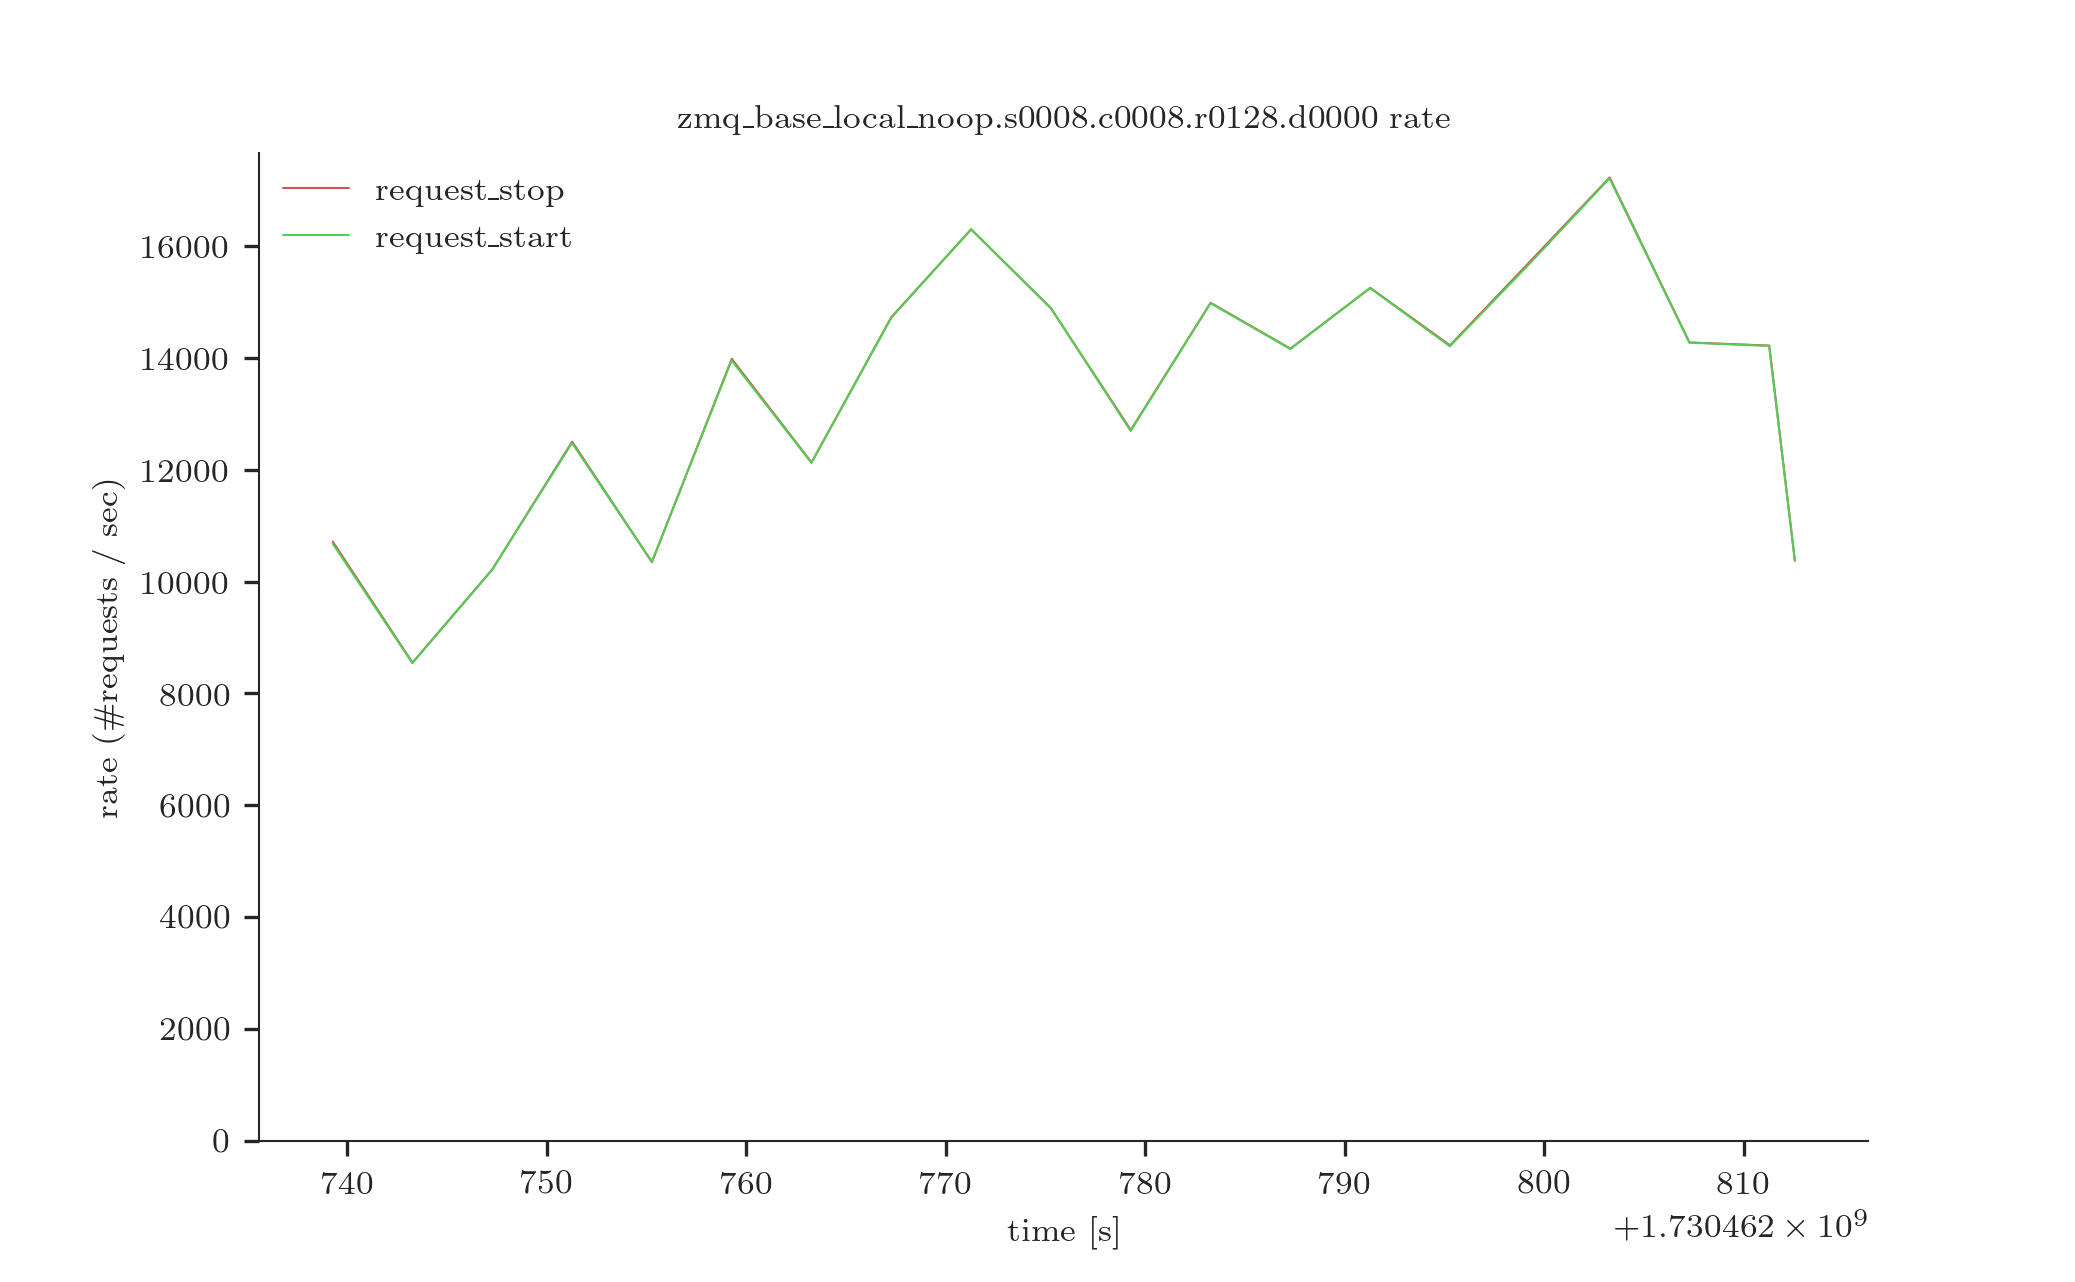 zmq_base_local_noop.s0008.c0008.r0128.d0000 rate
request_stop
request_start
rate (#requests / sec)
16000
14000
12000
10000
8000
6000
4000
2000
0
740 750 760 770 780 790 800 810
time [s]
+1.730462 × 10⁹